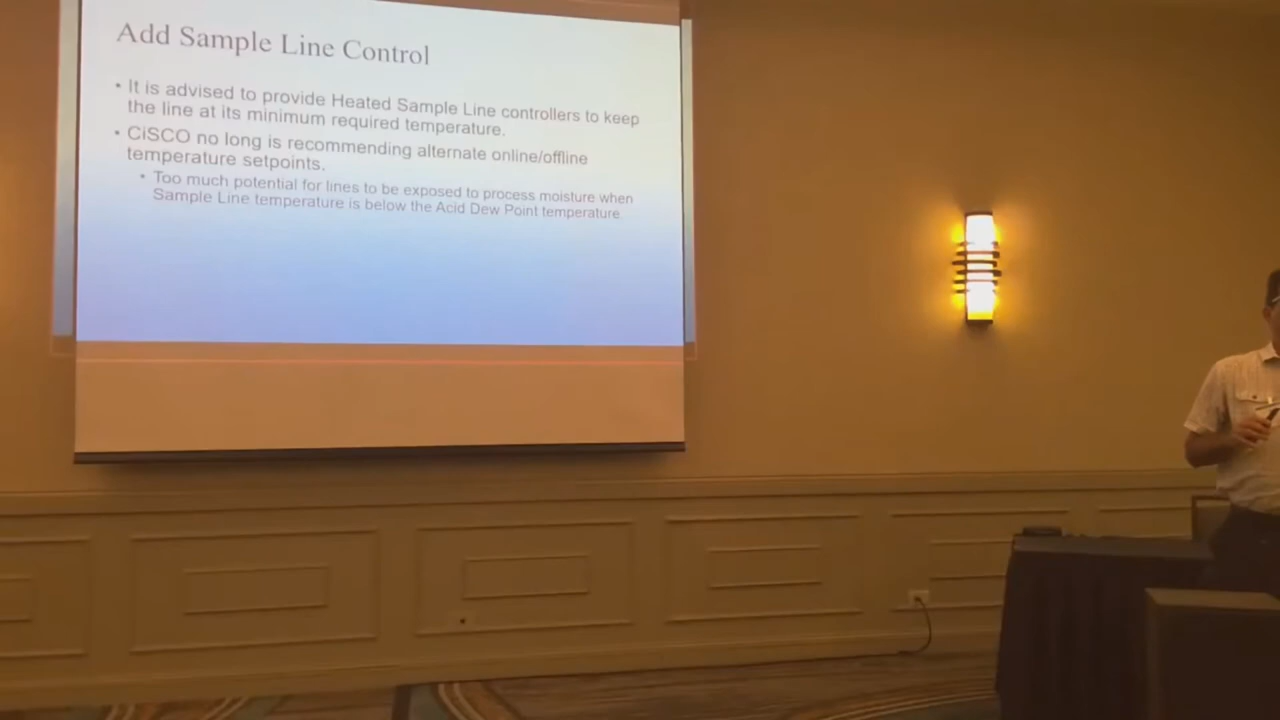 Add Sample Line Control
• It is advised to provide Heated Sample Line controllers to keep
the line at its minimum required temperature.
• CiSCO no long is recommending alternate online/offline
temperature setpoints.
• Too much potential for lines to be exposed to process moisture when
Sample Line temperature is below the Acid Dew Point temperature.